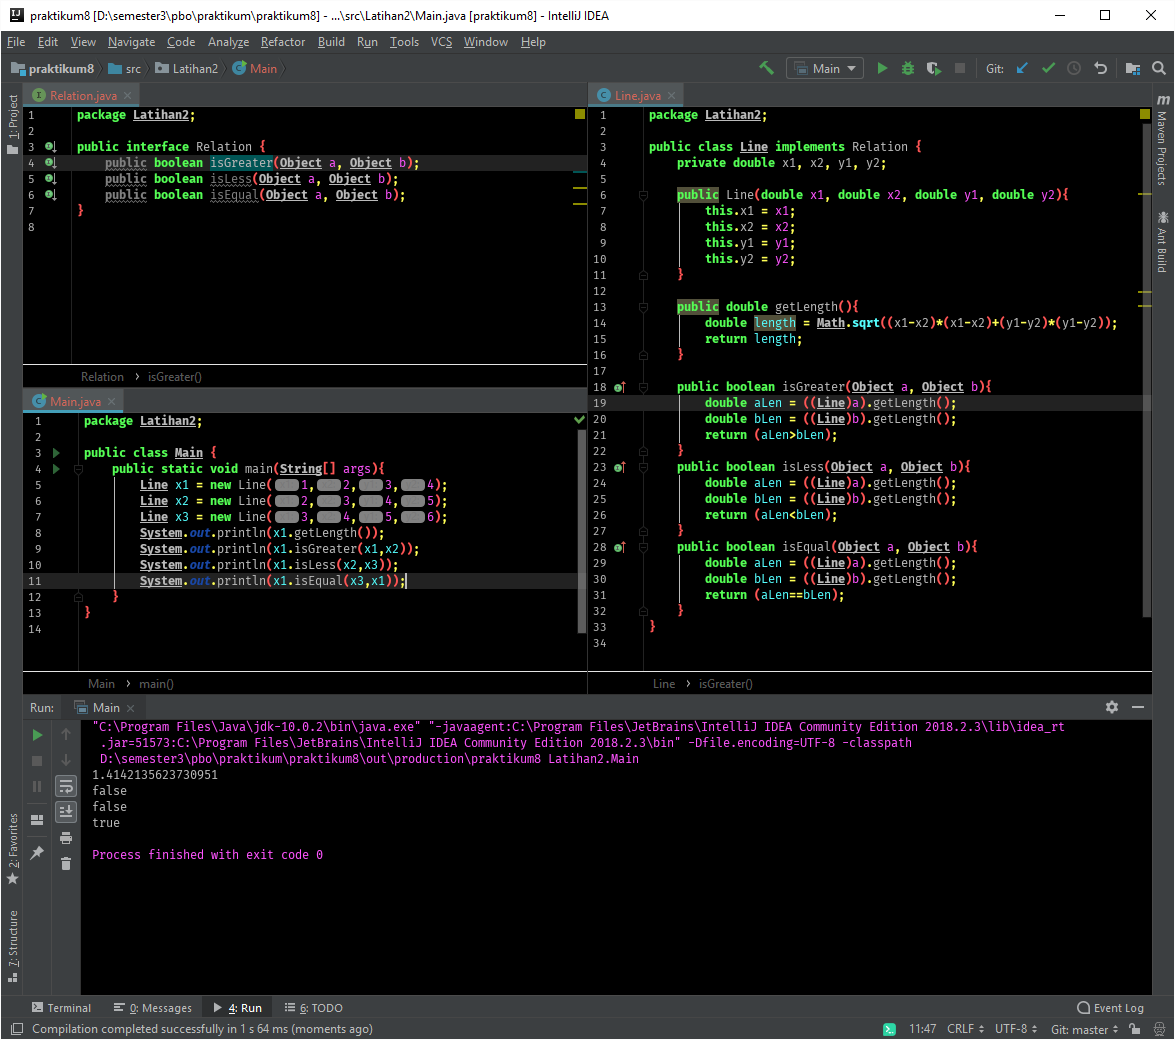 praktikum8 [D:\semester3\pbo\praktikum\praktikum8] - ...\src\Latihan2\Main.java [praktikum8] - IntelliJ IDEA
File Edit View Navigate Code Analyze Refactor Build Run Tools VCS Window Help
praktikum8 src Latihan2 Main
Main Git:
1: Project
Relation.java
1 package Latihan2;
2
3 public interface Relation {
4 public boolean isGreater(Object a, Object b);
5 public boolean isLess(Object a, Object b);
6 public boolean isEqual(Object a, Object b);
7 }
8
Relation › isGreater()
Main.java
1 package Latihan2;
2
3 public class Main {
4 public static void main(String[] args){
5 Line x1 = new Line( 1, 2, 3, 4);
6 Line x2 = new Line( 2, 3, 4, 5);
7 Line x3 = new Line( 3, 4, 5, 6);
8 System.out.println(x1.getLength());
9 System.out.println(x1.isGreater(x1,x2));
10 System.out.println(x1.isLess(x2,x3));
11 System.out.println(x1.isEqual(x3,x1));
12 }
13 }
14
Main › main()
Line.java
1 package Latihan2;
2
3 public class Line implements Relation {
4 private double x1, x2, y1, y2;
5
6 public Line(double x1, double x2, double y1, double y2){
7 this.x1 = x1;
8 this.x2 = x2;
9 this.y1 = y1;
10 this.y2 = y2;
11 }
12
13 public double getLength(){
14 double length = Math.sqrt((x1-x2)*(x1-x2)+(y1-y2)*(y1-y2));
15 return length;
16 }
17
18 public boolean isGreater(Object a, Object b){
19 double aLen = ((Line)a).getLength();
20 double bLen = ((Line)b).getLength();
21 return (aLen>bLen);
22 }
23 public boolean isLess(Object a, Object b){
24 double aLen = ((Line)a).getLength();
25 double bLen = ((Line)b).getLength();
26 return (aLen<bLen);
27 }
28 public boolean isEqual(Object a, Object b){
29 double aLen = ((Line)a).getLength();
30 double bLen = ((Line)b).getLength();
31 return (aLen==bLen);
32 }
33 }
34
Line › isGreater()
Maven Projects
Ant Build
Run: Main
"C:\Program Files\Java\jdk-10.0.2\bin\java.exe" "-javaagent:C:\Program Files\JetBrains\IntelliJ IDEA Community Edition 2018.2.3\lib\idea_rt
.jar=51573:C:\Program Files\JetBrains\IntelliJ IDEA Community Edition 2018.2.3\bin" -Dfile.encoding=UTF-8 -classpath
D:\semester3\pbo\praktikum\praktikum8\out\production\praktikum8 Latihan2.Main
1.4142135623730951
false
false
true
Process finished with exit code 0
2: Favorites
7: Structure
Terminal 0: Messages 4: Run 6: TODO Event Log
Compilation completed successfully in 1 s 64 ms (moments ago) 11:47 CRLF UTF-8 Git: master